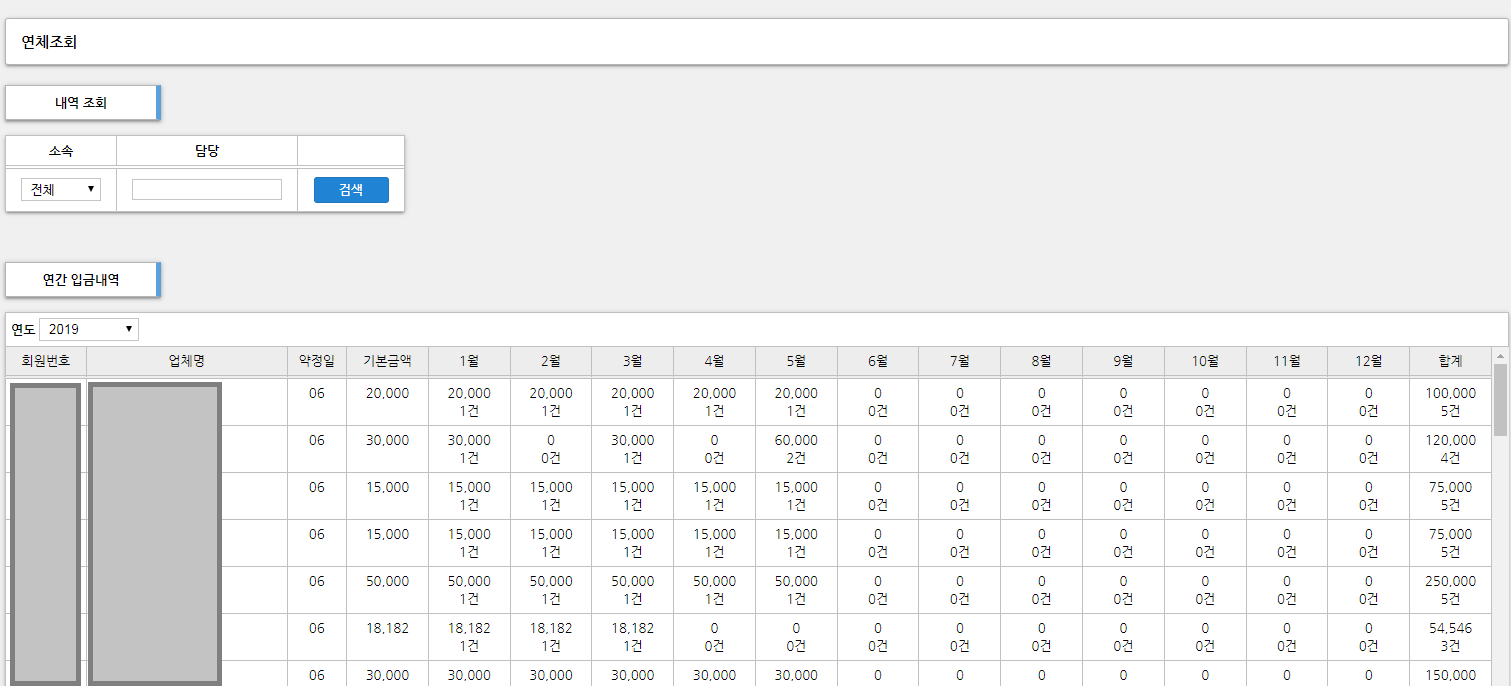 연체조회
내역 조회
소속 담당
전체 검색
연간 입금내역
연도 2019
회원번호 업체명 약정일 기본금액 1월 2월 3월 4월 5월 6월 7월 8월 9월 10월 11월 12월 합계
06 20,000 20,000 20,000 20,000 20,000 20,000 0 0 0 0 0 0 0 100,000
1건 1건 1건 1건 1건 0건 0건 0건 0건 0건 0건 0건 5건
06 30,000 30,000 0 30,000 0 60,000 0 0 0 0 0 0 0 120,000
1건 0건 1건 0건 2건 0건 0건 0건 0건 0건 0건 0건 4건
06 15,000 15,000 15,000 15,000 15,000 15,000 0 0 0 0 0 0 0 75,000
1건 1건 1건 1건 1건 0건 0건 0건 0건 0건 0건 0건 5건
06 15,000 15,000 15,000 15,000 15,000 15,000 0 0 0 0 0 0 0 75,000
1건 1건 1건 1건 1건 0건 0건 0건 0건 0건 0건 0건 5건
06 50,000 50,000 50,000 50,000 50,000 50,000 0 0 0 0 0 0 0 250,000
1건 1건 1건 1건 1건 0건 0건 0건 0건 0건 0건 0건 5건
06 18,182 18,182 18,182 18,182 0 0 0 0 0 0 0 0 0 54,546
1건 1건 1건 0건 0건 0건 0건 0건 0건 0건 0건 0건 3건
06 30,000 30,000 30,000 30,000 30,000 30,000 0 0 0 0 0 0 0 150,000